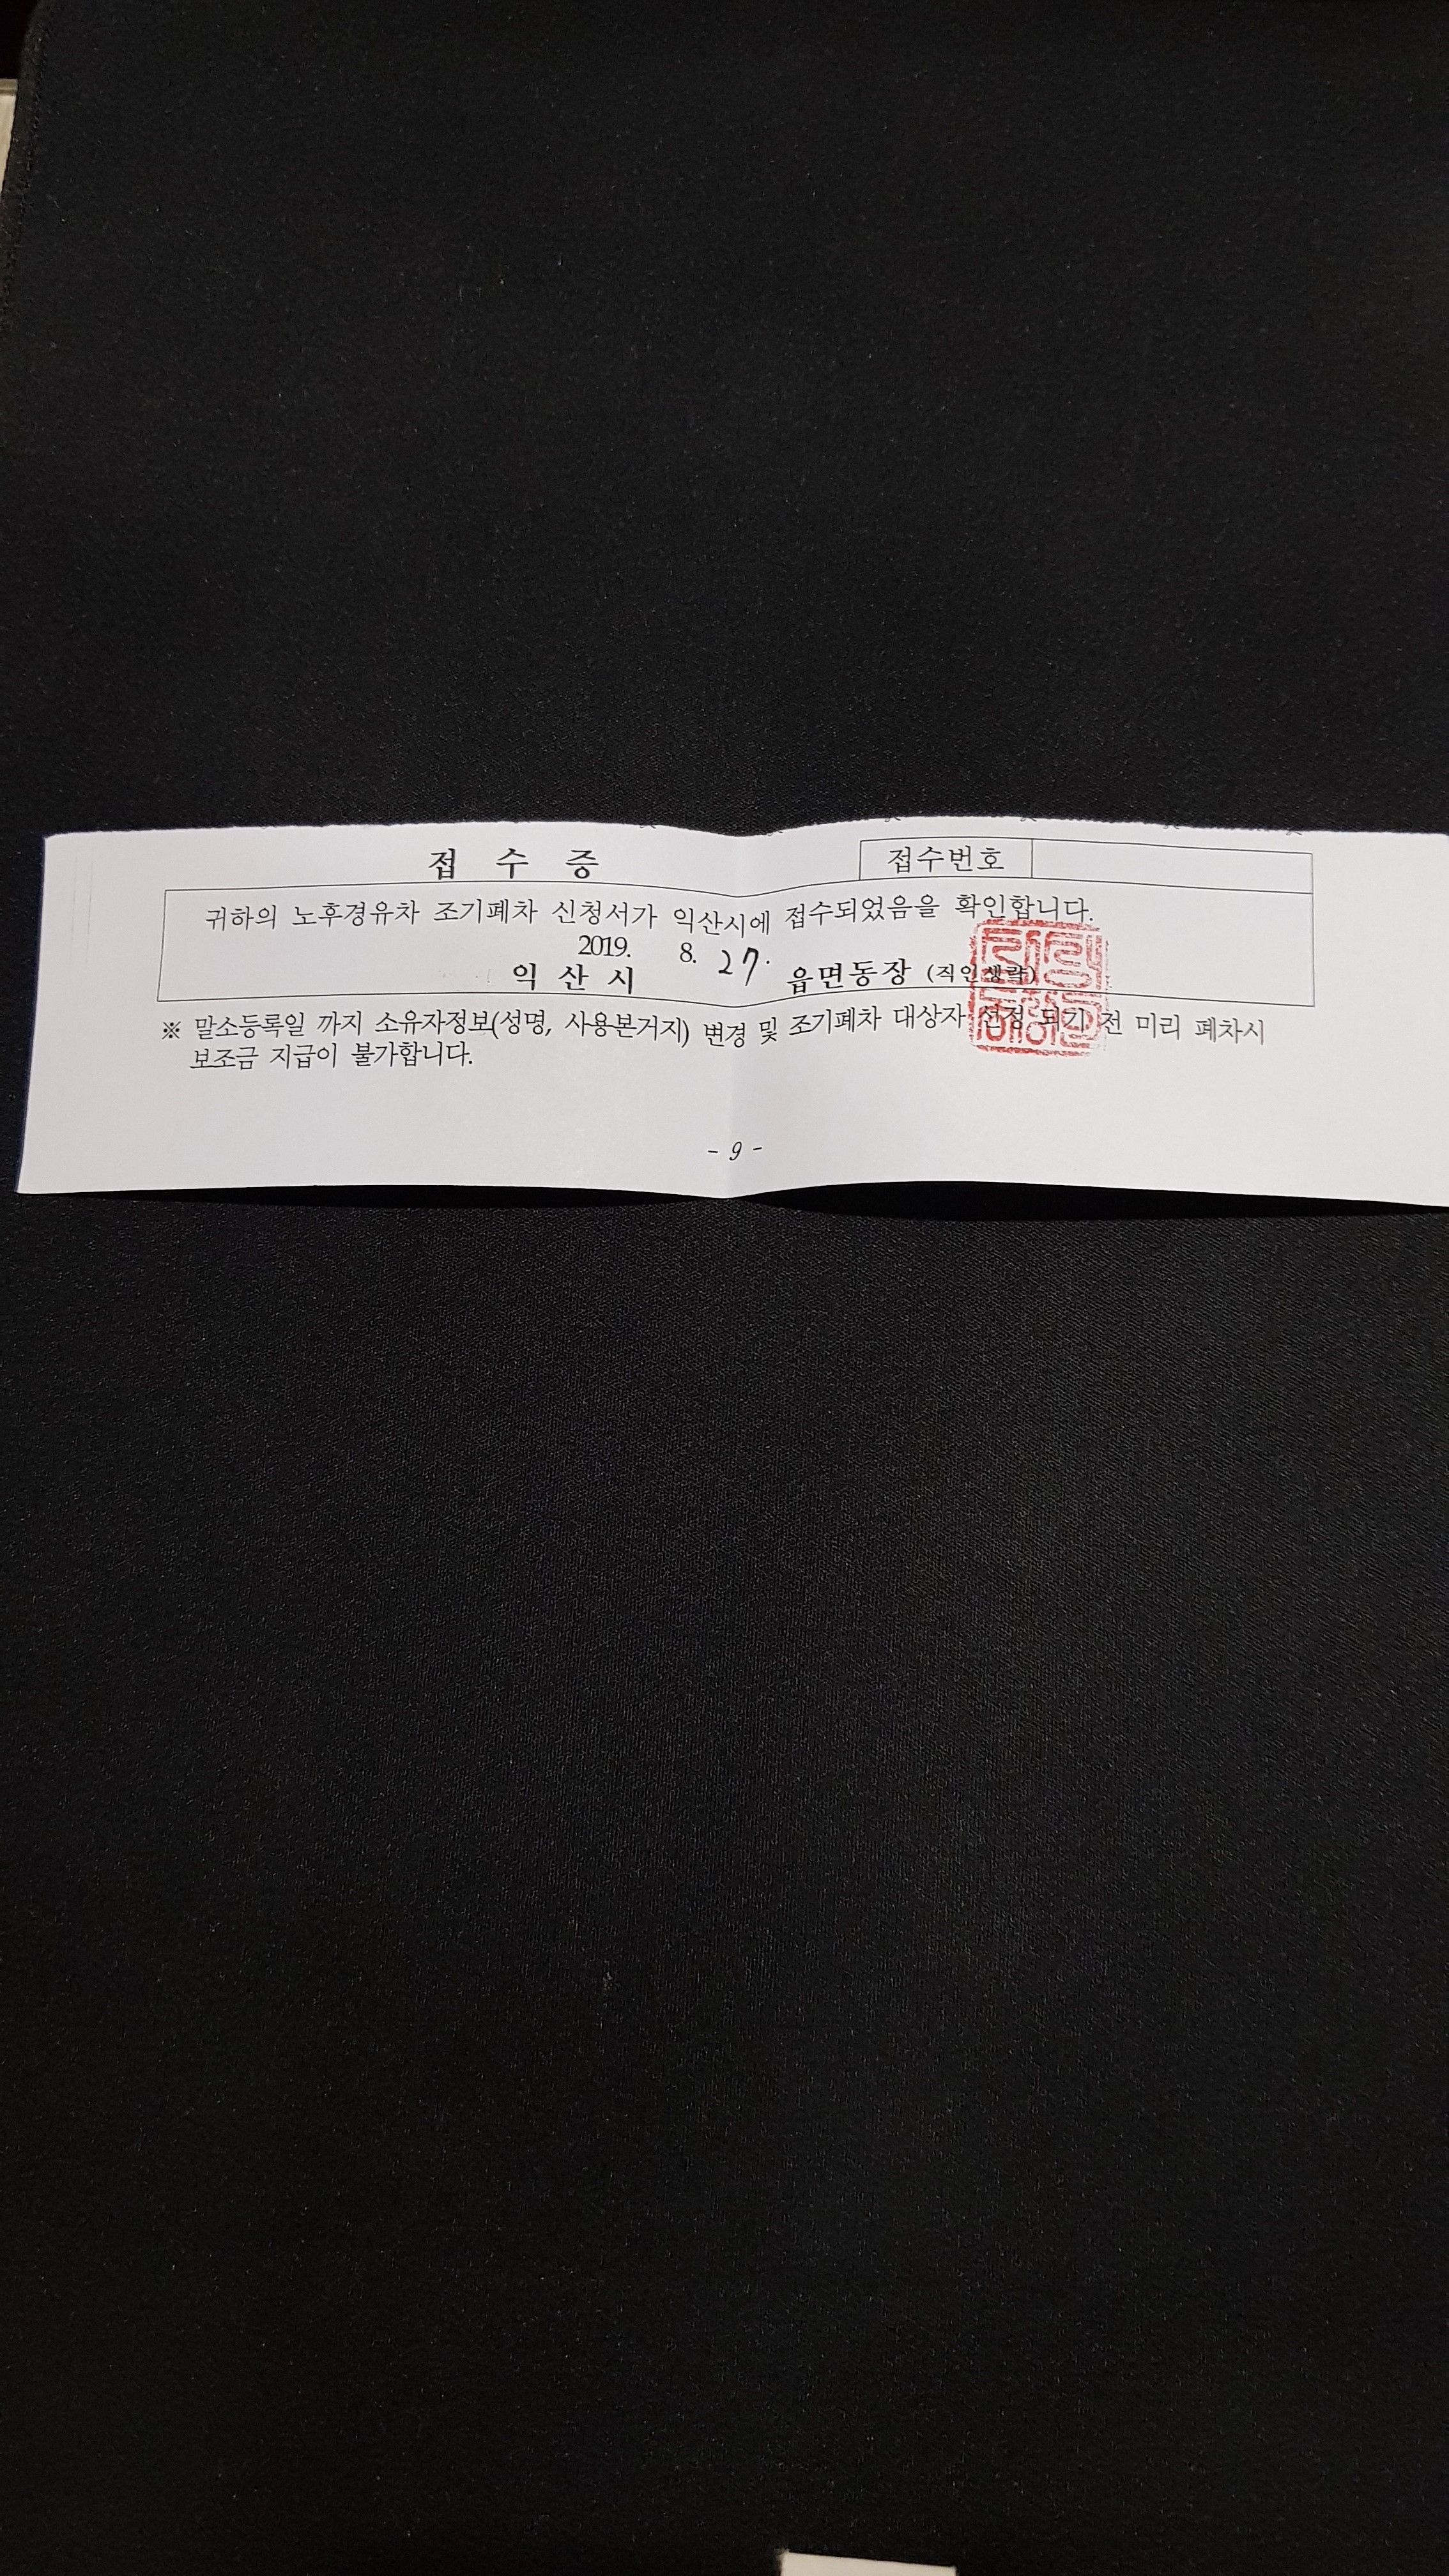 접 수 증
접수번호
귀하의 노후경유차 조기폐차 신청서가 익산시에 접수되었음을 확인합니다.
2019. 8. 27.
익 산 시 읍면동장 (직인생략)
※ 말소등록일 까지 소유자정보(성명, 사용본거지) 변경 및 조기폐차 대상자 선정 되기 전 미리 폐차시
보조금 지급이 불가합니다.
- 9 -